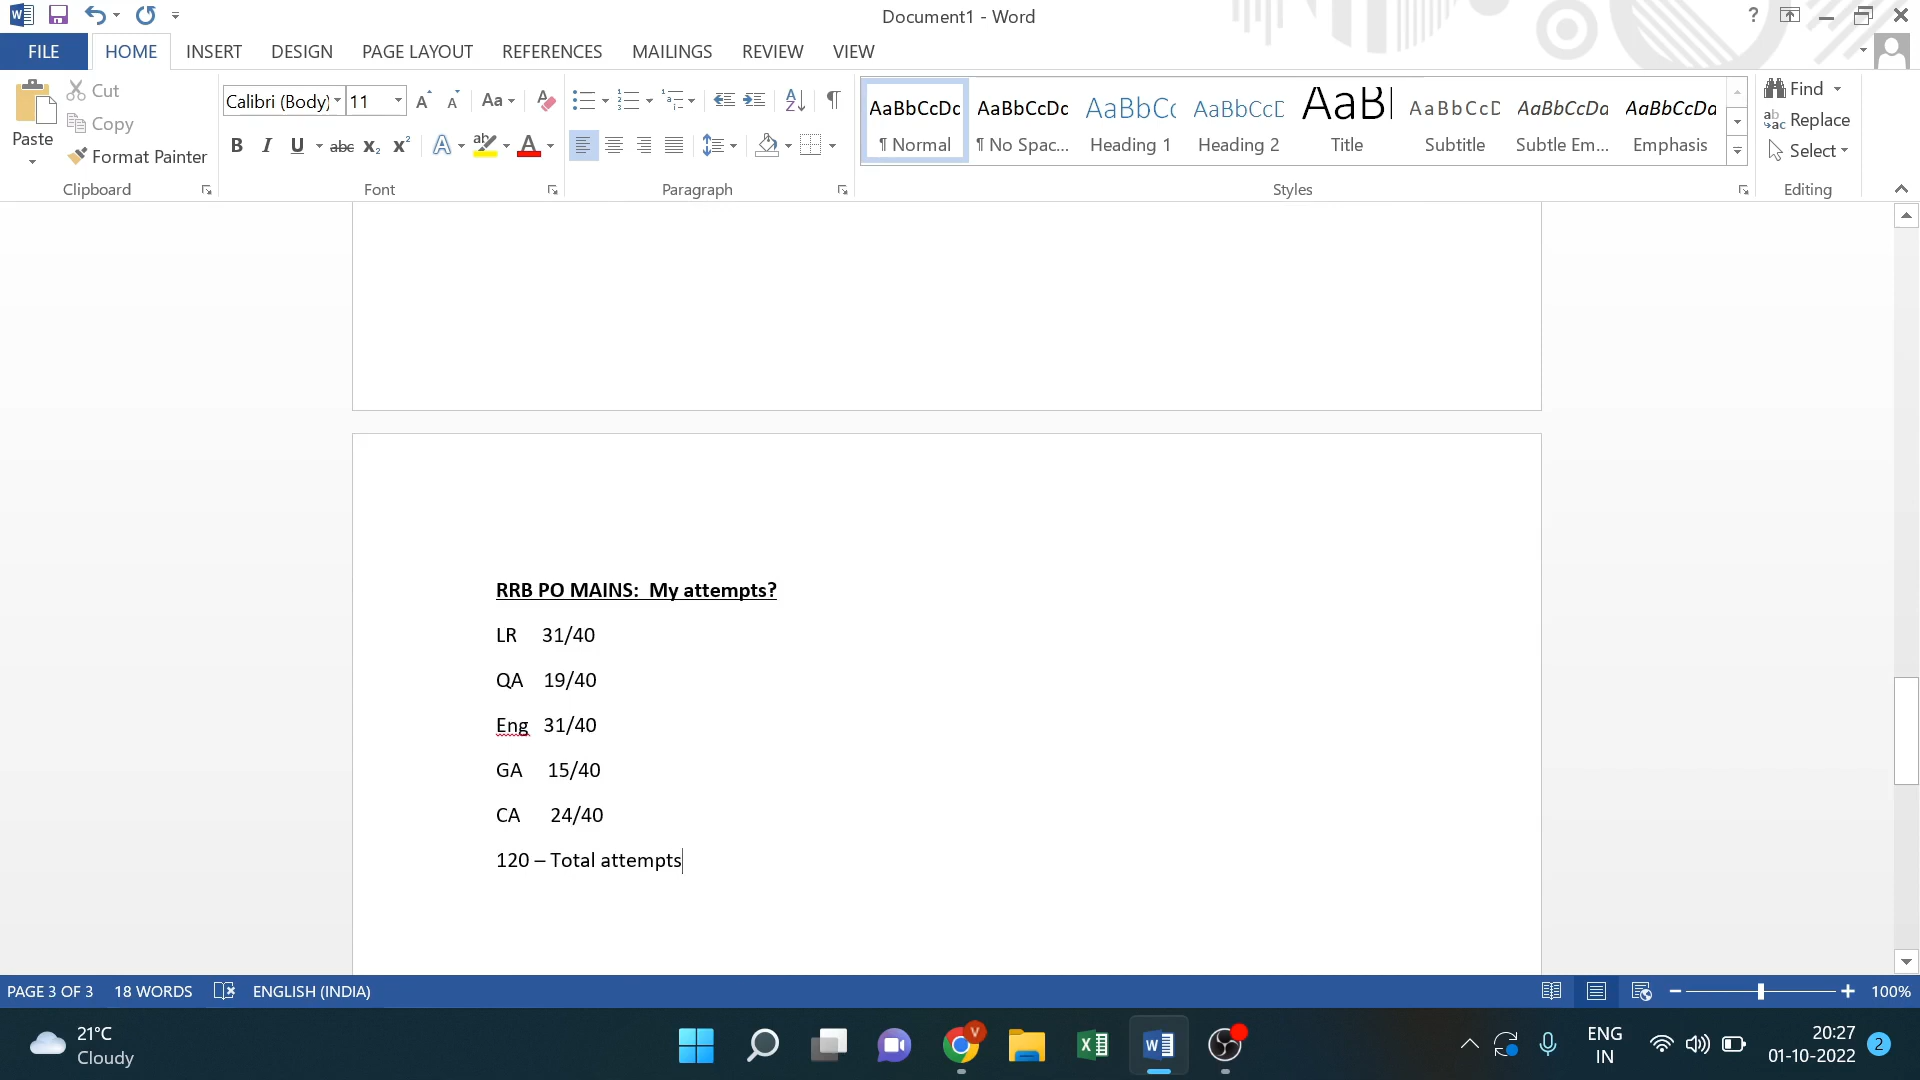 Document1 - Word
FILE HOME INSERT DESIGN PAGE LAYOUT REFERENCES MAILINGS REVIEW VIEW
Paste
Cut
Copy
Format Painter
Clipboard
Calibri (Body) 11
Font
Paragraph
AaBbCcDc AaBbCcDc AaBbCc AaBbCcD AaBl AaBbCcD AaBbCcDa AaBbCcDa
¶ Normal ¶ No Spac... Heading 1 Heading 2 Title Subtitle Subtle Em... Emphasis
Styles
Find
Replace
Select
Editing
RRB PO MAINS:  My attempts?
LR 31/40
QA 19/40
Eng 31/40
GA 15/40
CA 24/40
120 – Total attempts
PAGE 3 OF 3 18 WORDS ENGLISH (INDIA) 100%
21°C
Cloudy
ENG
IN
20:27
01-10-2022
2